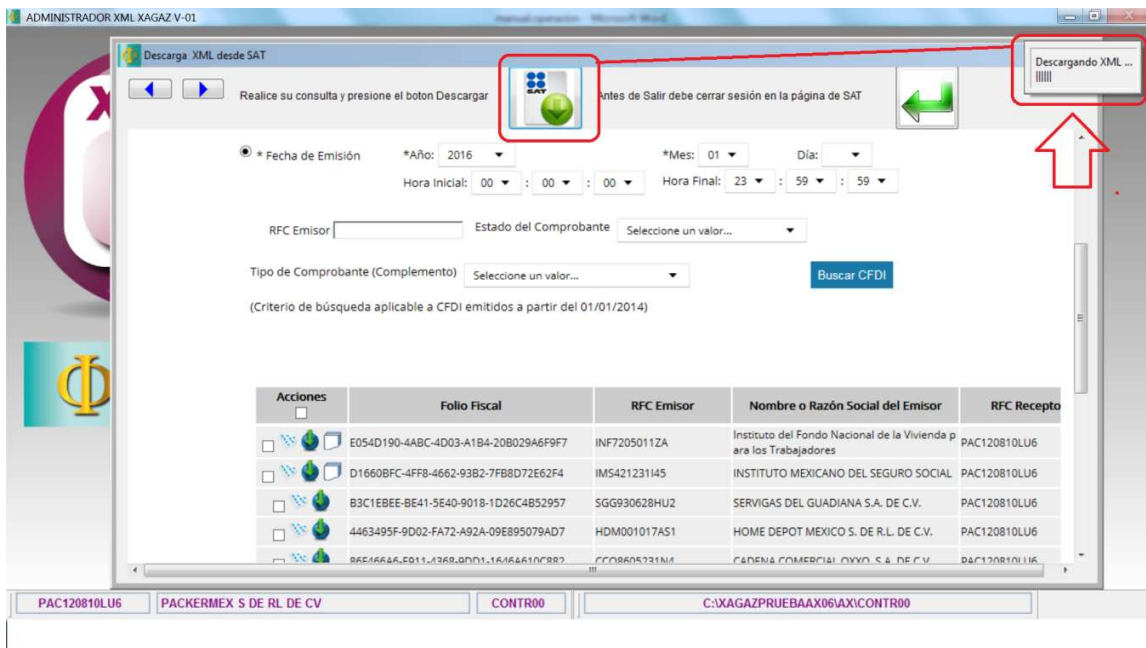 ADMINISTRADOR XML XAGAZ V-01
manual operacion - Microsoft Word
Descarga XML desde SAT
Descargando XML ...
Realice su consulta y presione el boton Descargar
SAT
Antes de Salir debe cerrar sesión en la página de SAT
* Fecha de Emisión *Año: 2016 *Mes: 01 Día:
Hora Inicial: 00 : 00 : 00 Hora Final: 23 : 59 : 59
RFC Emisor Estado del Comprobante Seleccione un valor...
Tipo de Comprobante (Complemento) Seleccione un valor... Buscar CFDI
(Criterio de búsqueda aplicable a CFDI emitidos a partir del 01/01/2014)
Acciones Folio Fiscal RFC Emisor Nombre o Razón Social del Emisor RFC Recepto
E054D190-4ABC-4D03-A1B4-20B029A6F9F7 INF7205011ZA Instituto del Fondo Nacional de la Vivienda p
ara los Trabajadores PAC120810LU6
D1660BFC-4FF8-4662-93B2-7FB8D72E62F4 IMS421231I45 INSTITUTO MEXICANO DEL SEGURO SOCIAL PAC120810LU6
B3C1EBEE-BE41-5E40-9018-1D26C4B52957 SGG930628HU2 SERVIGAS DEL GUADIANA S.A. DE C.V. PAC120810LU6
4463495F-9D02-FA72-A92A-09E895079AD7 HDM001017AS1 HOME DEPOT MEXICO S. DE R.L. DE C.V. PAC120810LU6
86F466A6-F911-4368-9DD1-1646A610C882 CCO8605231N4 CADENA COMERCIAL OXXO, S.A. DE C.V. PAC120810LU6
PAC120810LU6 PACKERMEX S DE RL DE CV CONTR00 C:\XAGAZPRUEBAAX06\AX\CONTR00